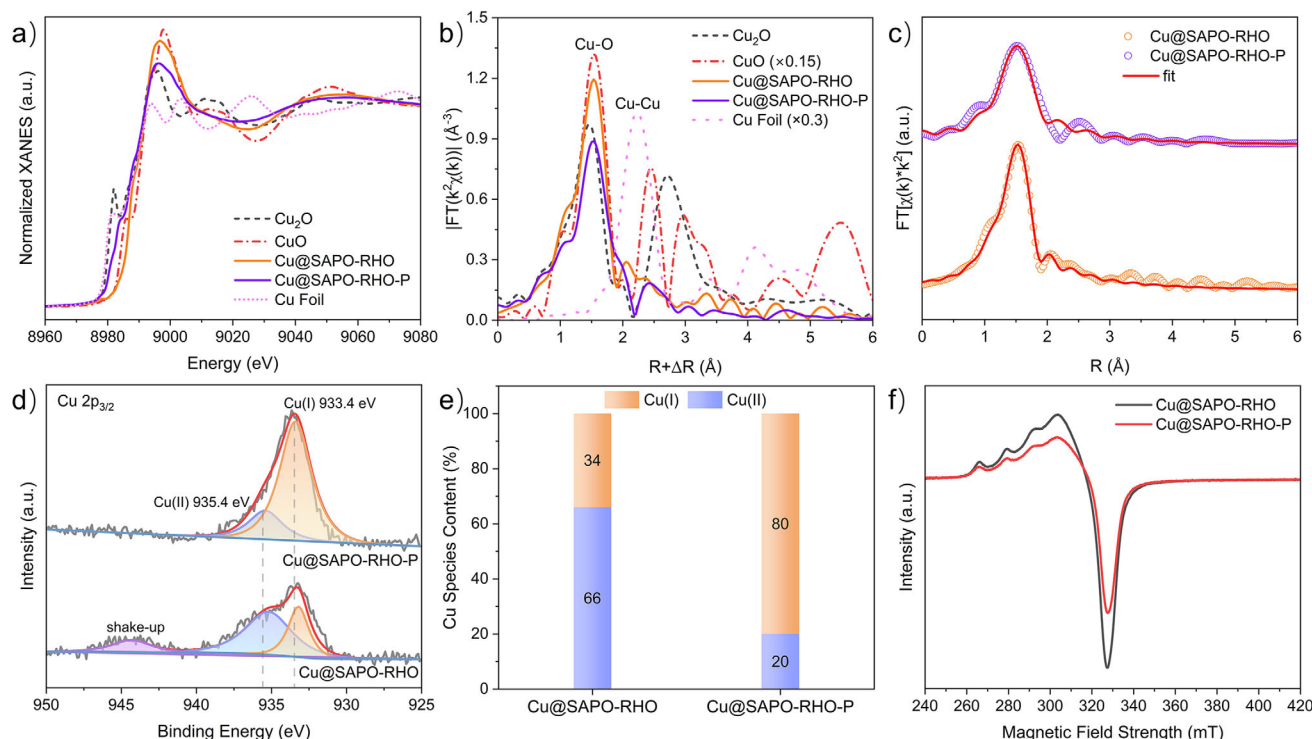 a)
Normalized XANES (a.u.)
Cu₂O
CuO
Cu@SAPO-RHO
Cu@SAPO-RHO-P
Cu Foil
8960 8980 9000 9020 9040 9060 9080
Energy (eV)
b)
|FT(k²χ(k))| (Å⁻³)
1.5
1.2
0.9
0.6
0.3
0.0
Cu-O
Cu-Cu
Cu₂O
CuO (×0.15)
Cu@SAPO-RHO
Cu@SAPO-RHO-P
Cu Foil (×0.3)
0 1 2 3 4 5 6
R+ΔR (Å)
c)
FT[χ(k)*k²] (a.u.)
Cu@SAPO-RHO
Cu@SAPO-RHO-P
fit
0 1 2 3 4 5 6
R (Å)
d)
Intensity (a.u.)
Cu 2p₃/₂
Cu(I) 933.4 eV
Cu(II) 935.4 eV
Cu@SAPO-RHO-P
shake-up
Cu@SAPO-RHO
950 945 940 935 930 925
Binding Energy (eV)
e)
Cu Species Content (%)
Cu(I) Cu(II)
100
80
60
40
20
0
34
66
80
20
Cu@SAPO-RHO Cu@SAPO-RHO-P
f)
Intensity (a.u.)
Cu@SAPO-RHO
Cu@SAPO-RHO-P
240 260 280 300 320 340 360 380 400 420
Magnetic Field Strength (mT)